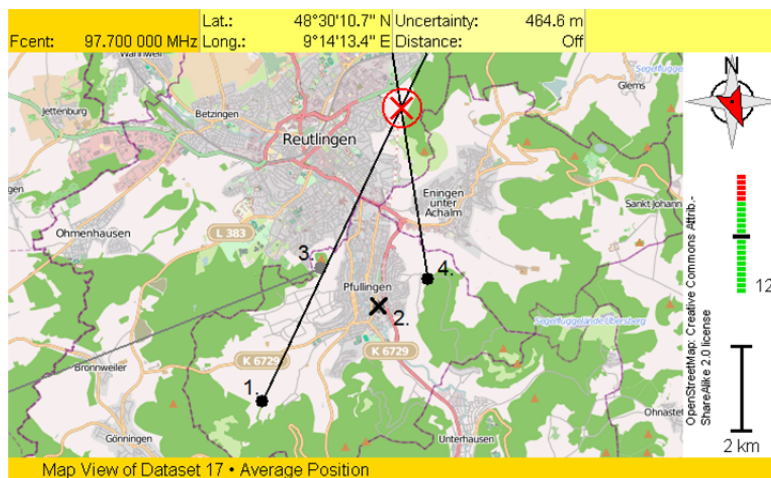 Lat.: 48°30'10.7" N Uncertainty: 464.6 m
Fcent: 97.700 000 MHz Long.: 9°14'13.4" E Distance: Off
N
Glems
Jettenburg
Betzingen
Reutlingen
Eningen
unter
Achalm
Sankt Johann
L 383
Ohmenhausen
3.
4.
Pfullingen
12
2.
K 6729
K 6729
Bronnweiler
1.
Gönningen
Unterhausen
Ohnastet
OpenStreetMap: Creative Commons Attrib.-
ShareAlike 2.0 license
2 km
Map View of Dataset 17 • Average Position